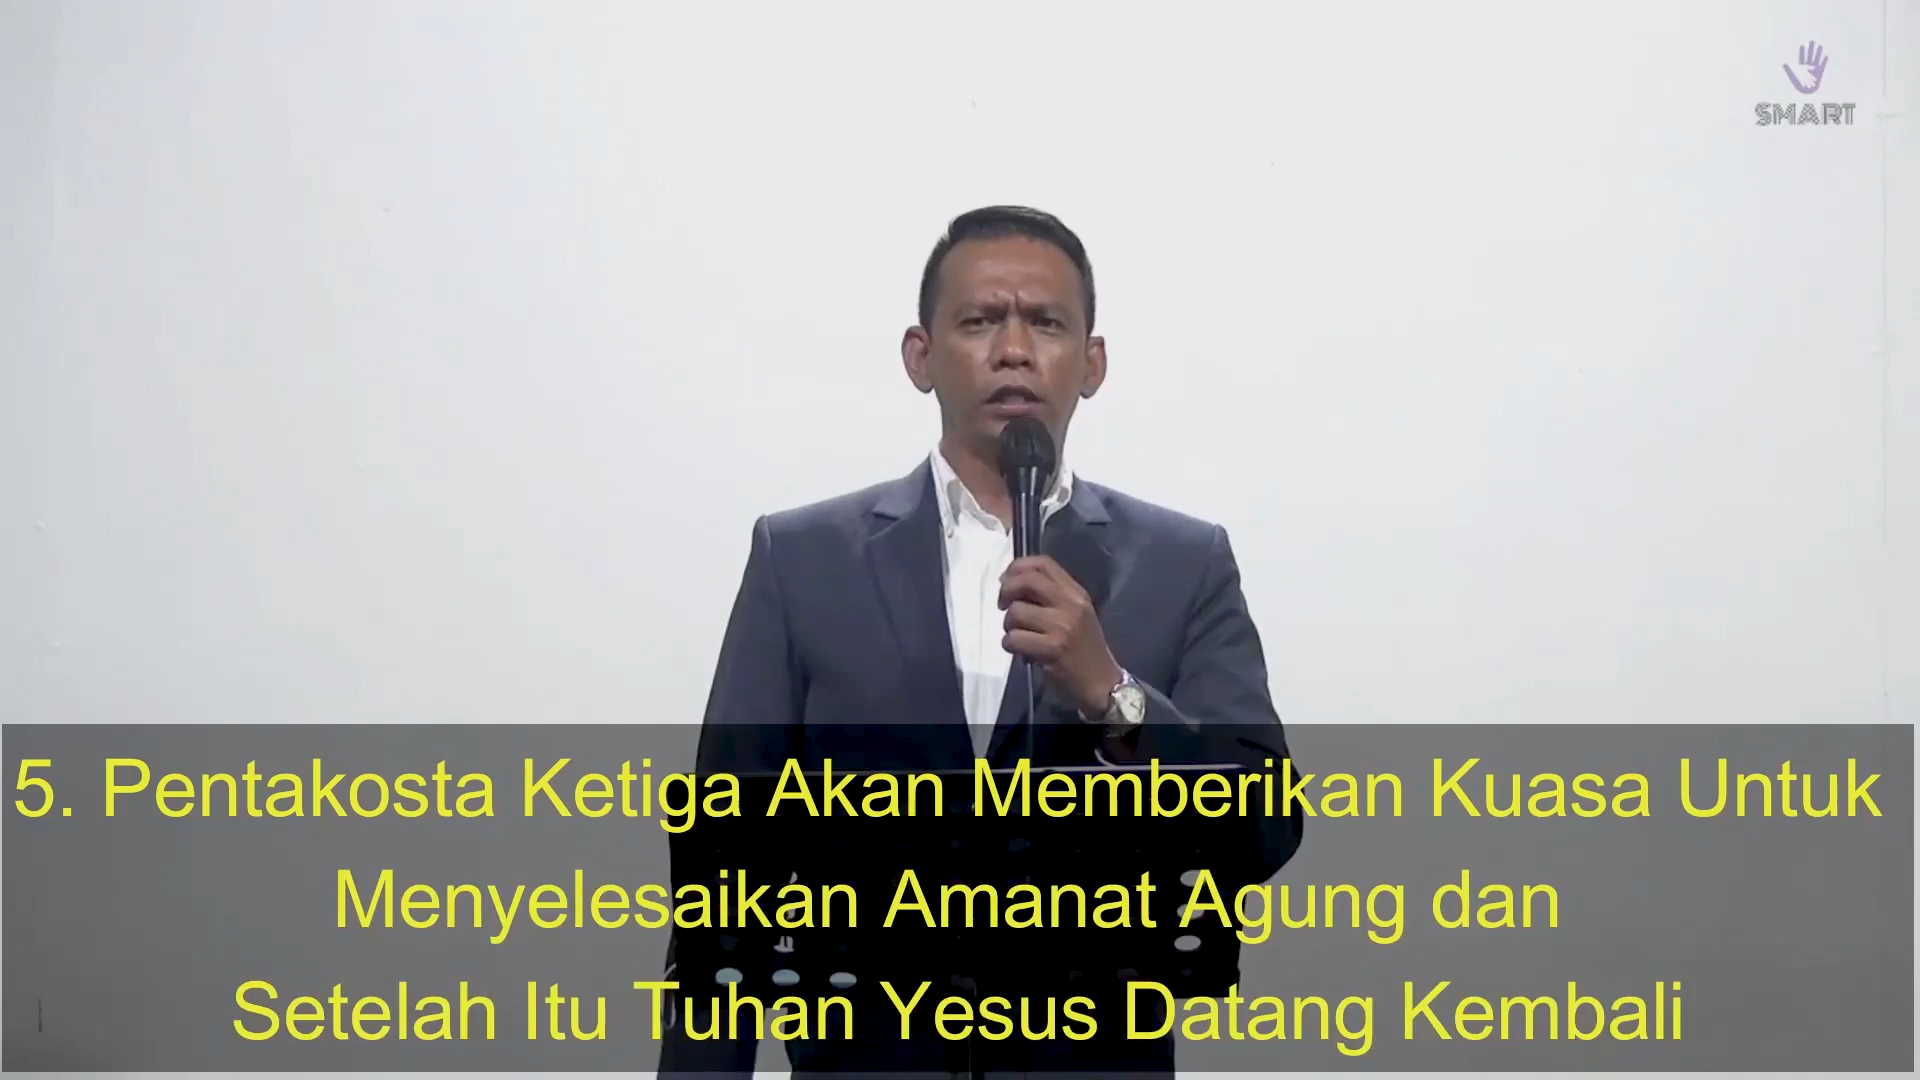 SMART
5. Pentakosta Ketiga Akan Memberikan Kuasa Untuk
Menyelesaikan Amanat Agung dan
Setelah Itu Tuhan Yesus Datang Kembali